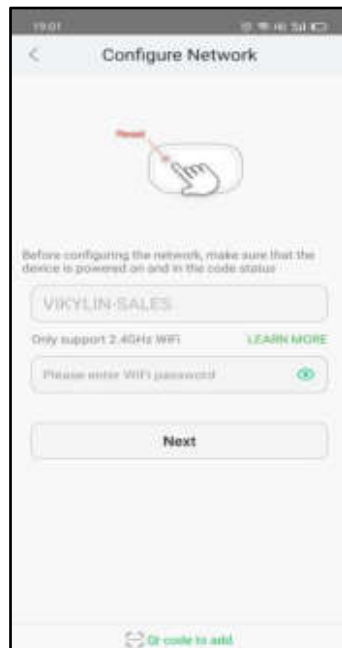 19:01
Configure Network
Reset
Before configuring the network, make sure that the
device is powered on and in the code status
VIKYLIN-SALES
Only support 2.4GHz WiFi LEARN MORE
Please enter WiFi password
Next
Qr code to add